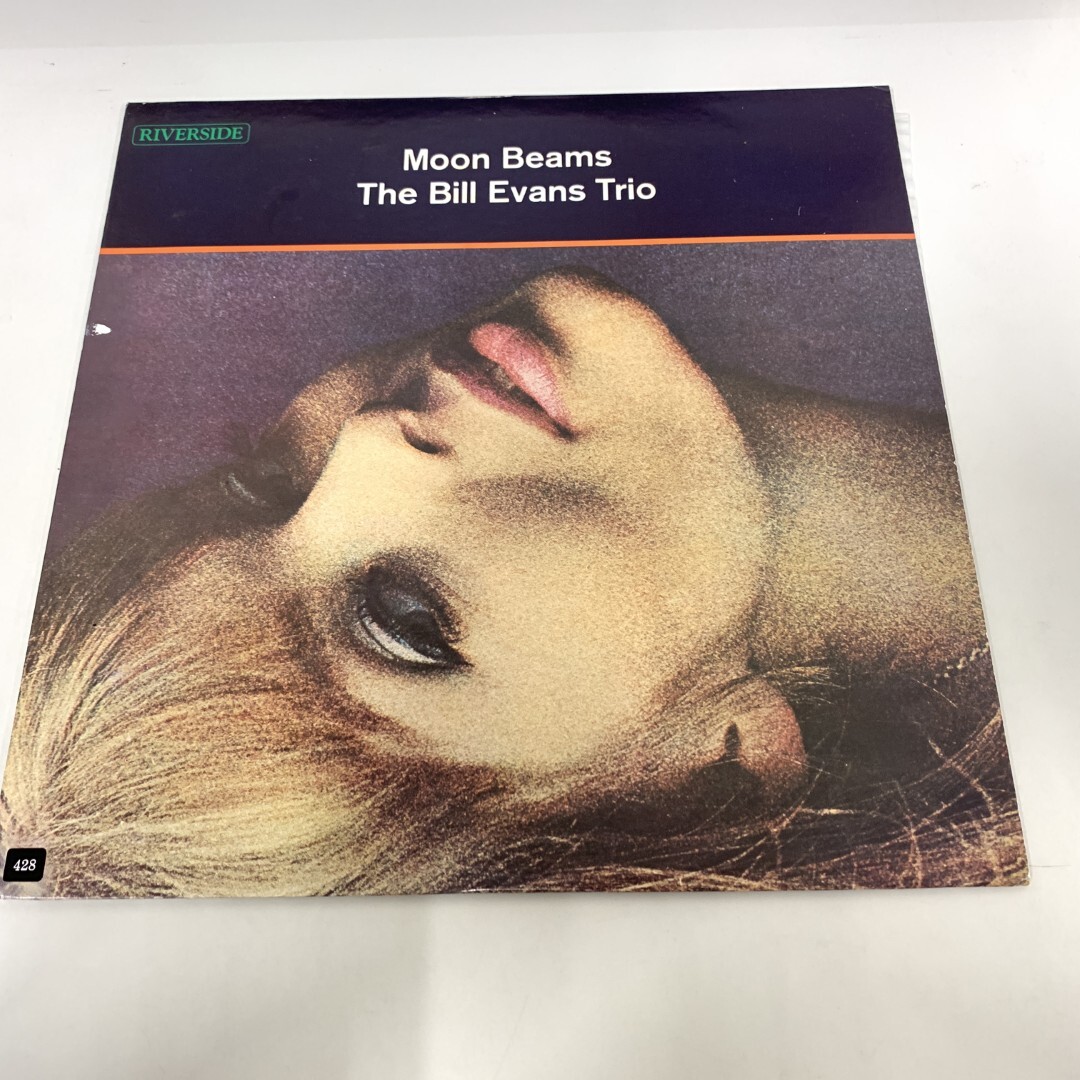 RIVERSIDE
Moon Beams
The Bill Evans Trio
428